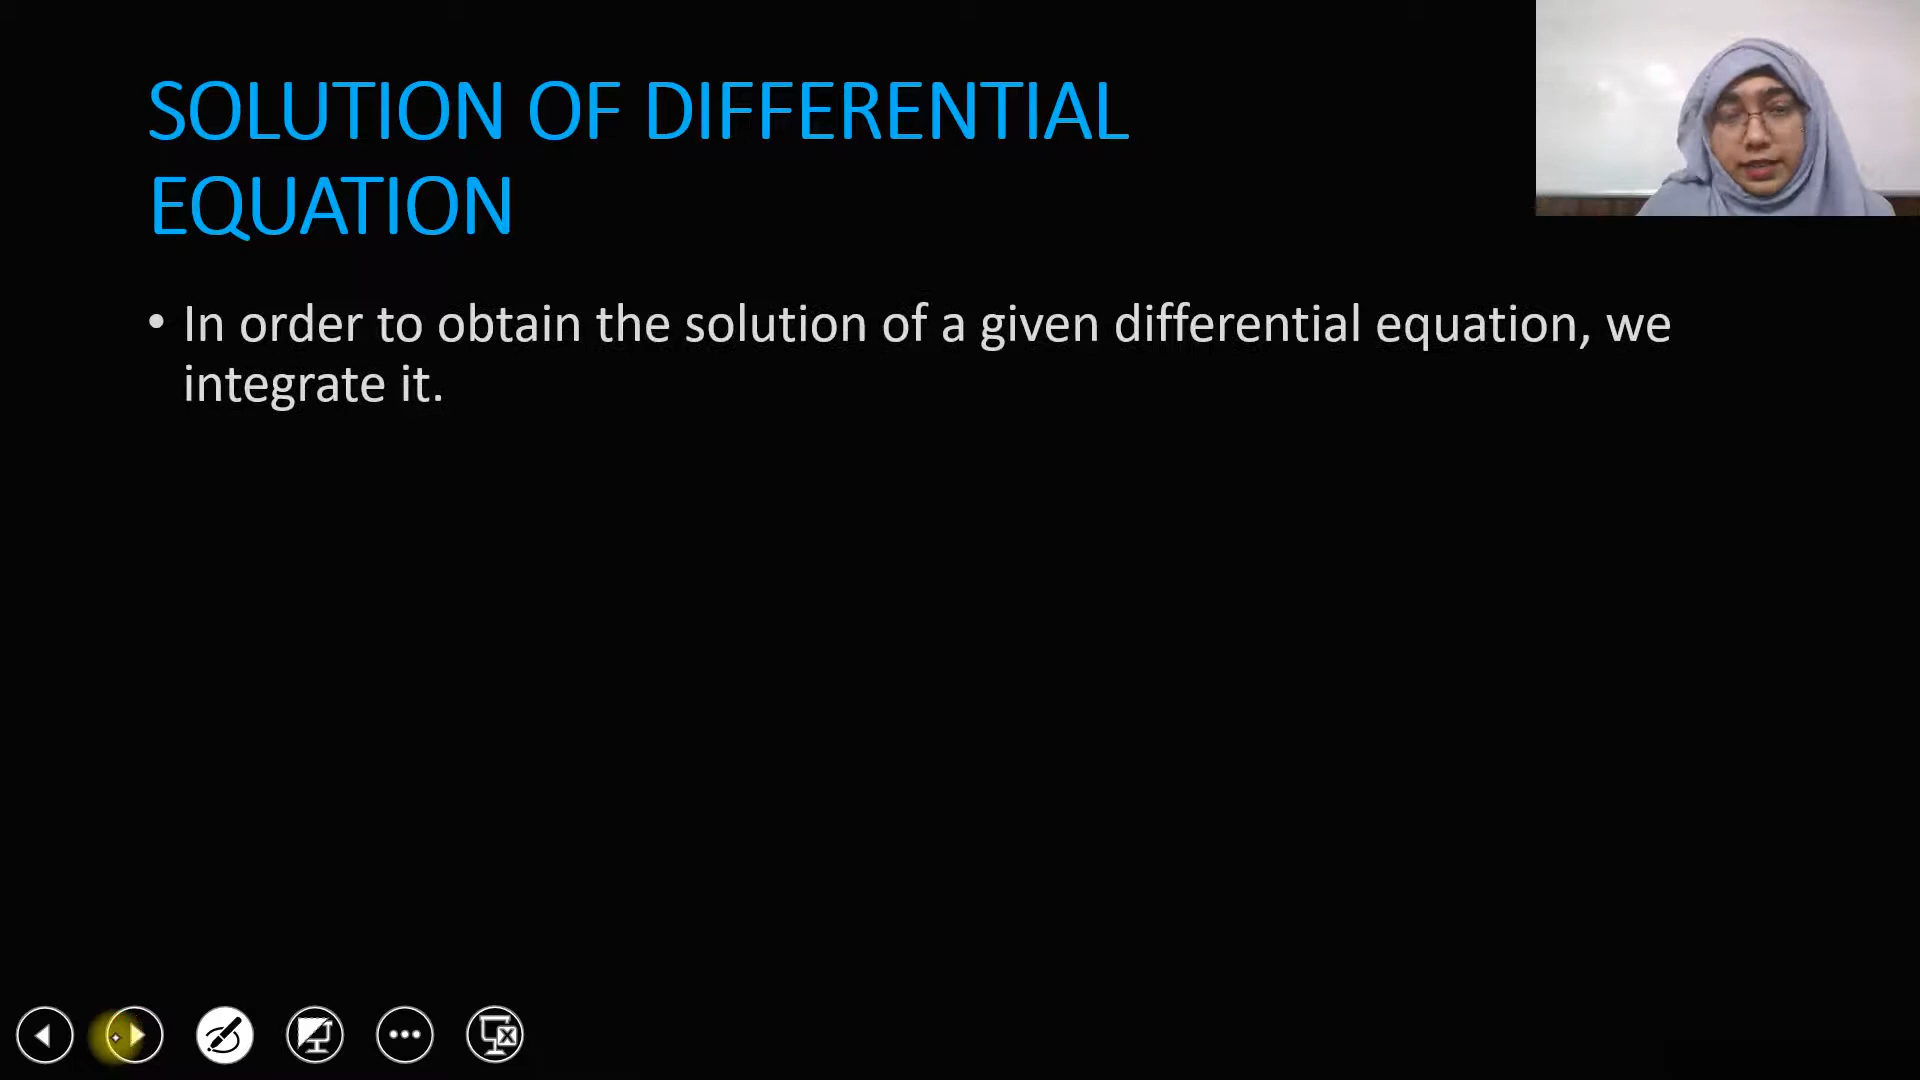 SOLUTION OF DIFFERENTIAL
EQUATION
• In order to obtain the solution of a given differential equation, we
integrate it.